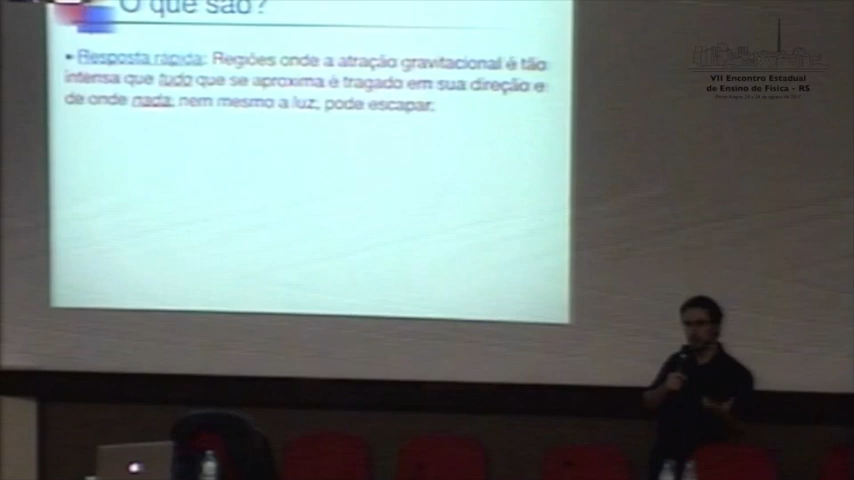 O que são?
• Resposta rápida: Regiões onde a atração gravitacional é tão
intensa que tudo que se aproxima é tragado em sua direção e
de onde nada, nem mesmo a luz, pode escapar.
VII Encontro Estadual
de Ensino de Física - RS